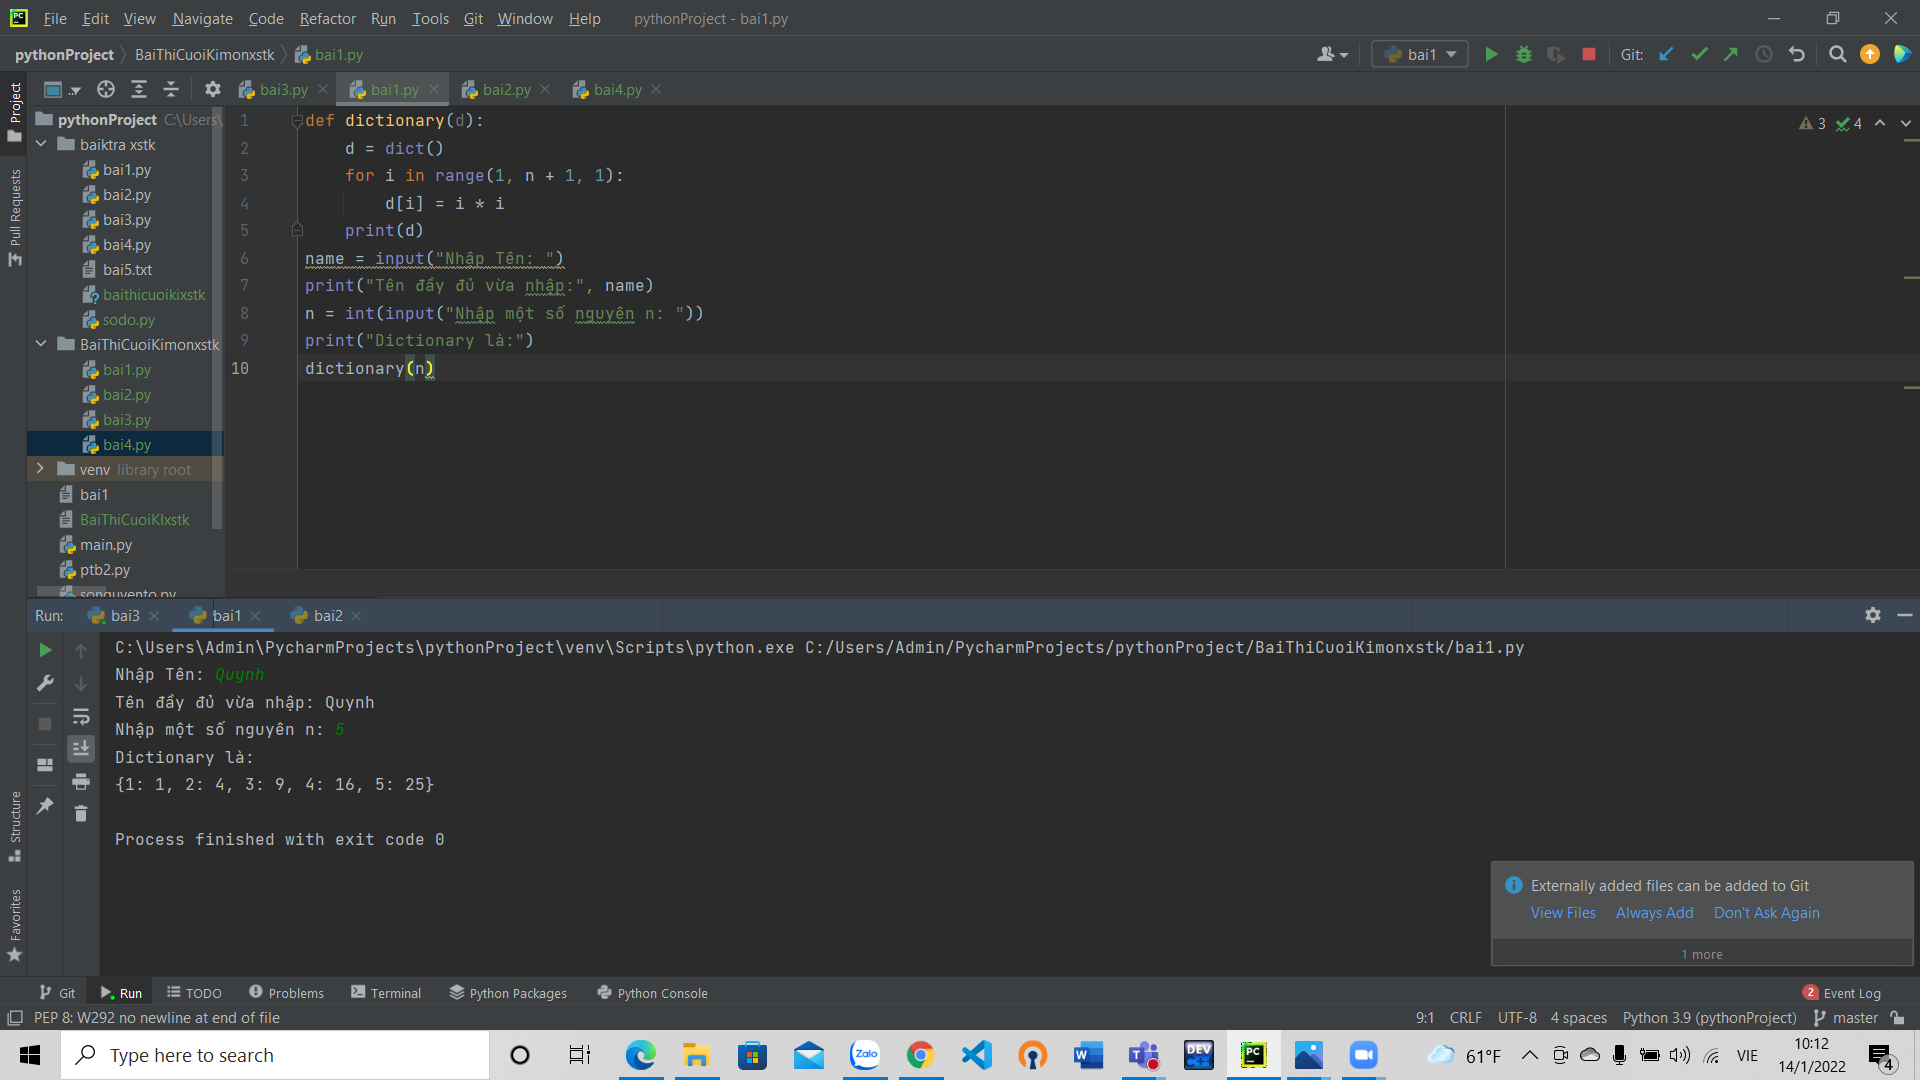 File Edit View Navigate Code Refactor Run Tools Git Window Help pythonProject - bai1.py
pythonProject BaiThiCuoiKimonxstk bai1.py
bai1 Git:
bai3.py bai1.py bai2.py bai4.py
Project
Pull Requests
Structure
Favorites
pythonProject C:\Users\
baiktra xstk
bai1.py
bai2.py
bai3.py
bai4.py
bai5.txt
baithicuoikixstk
sodo.py
BaiThiCuoiKimonxstk
bai1.py
bai2.py
bai3.py
bai4.py
venv library root
bai1
BaiThiCuoiKIxstk
main.py
ptb2.py
songuyento.py
3 4
1 def dictionary(d):
2 d = dict()
3 for i in range(1, n + 1, 1):
4 d[i] = i * i
5 print(d)
6 name = input("Nhập Tên: ")
7 print("Tên đầy đủ vừa nhập:", name)
8 n = int(input("Nhập một số nguyên n: "))
9 print("Dictionary là:")
10 dictionary(n)
Run: bai3 bai1 bai2
C:\Users\Admin\PycharmProjects\pythonProject\venv\Scripts\python.exe C:/Users/Admin/PycharmProjects/pythonProject/BaiThiCuoiKimonxstk/bai1.py
Nhập Tên: Quynh
Tên đầy đủ vừa nhập: Quynh
Nhập một số nguyên n: 5
Dictionary là:
{1: 1, 2: 4, 3: 9, 4: 16, 5: 25}
Process finished with exit code 0
Externally added files can be added to Git
View Files Always Add Don't Ask Again
1 more
Git Run TODO Problems Terminal Python Packages Python Console 2 Event Log
PEP 8: W292 no newline at end of file 9:1 CRLF UTF-8 4 spaces Python 3.9 (pythonProject) master
Type here to search
Zalo
DEV
PC
61°F VIE
10:12
14/1/2022
4